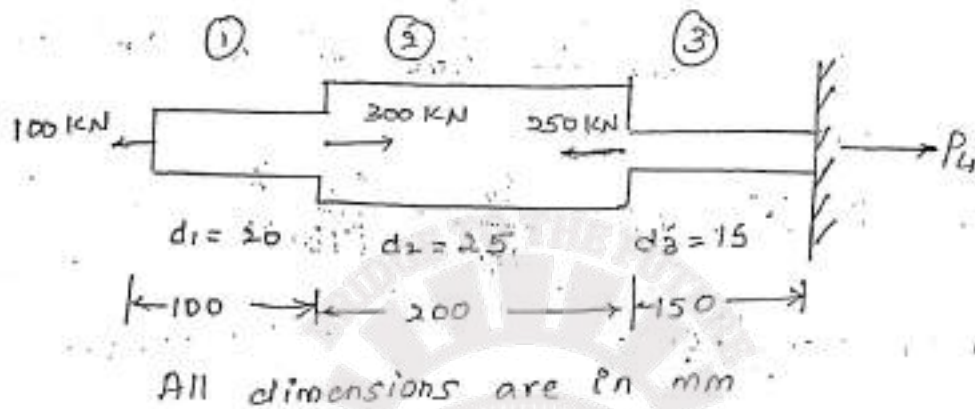 ① ② ③
100 KN 300 KN 250 KN P4
d1 = 20 d2 = 25 d3 = 15
100 200 150
All dimensions are in mm